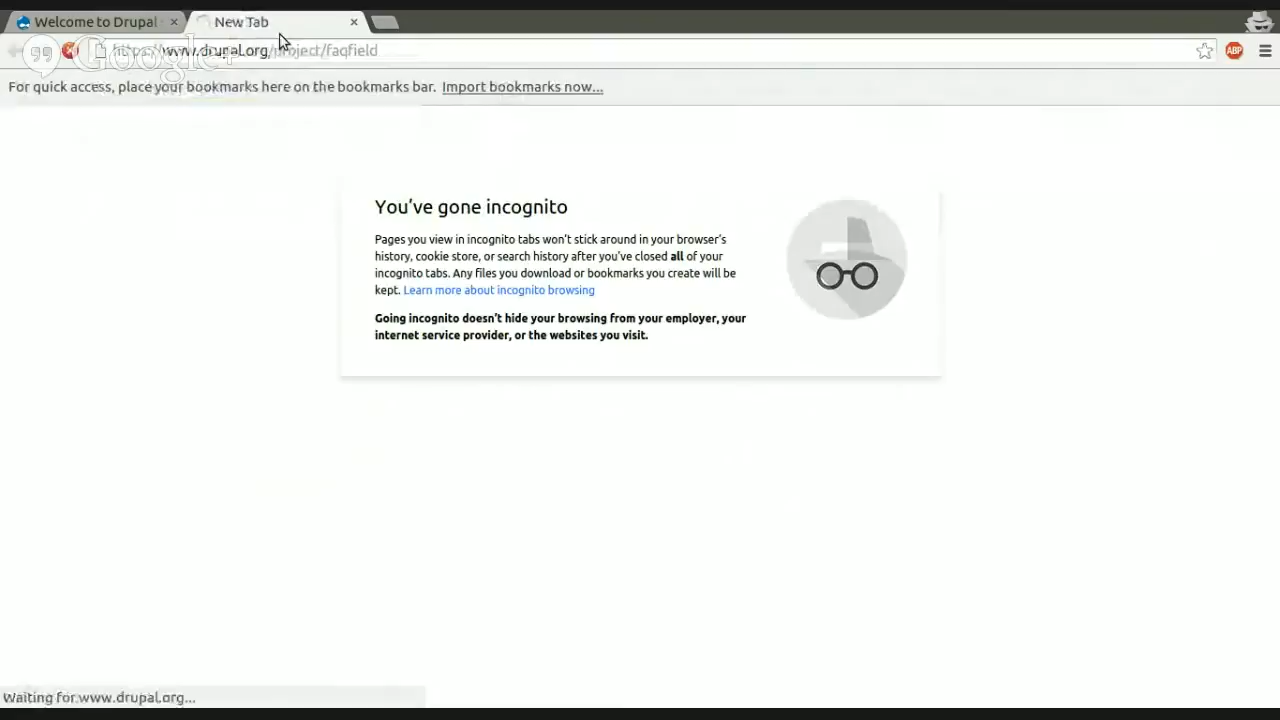 Welcome to Drupal
New Tab
https://www.drupal.org/project/faqfield
Google+
ABP
For quick access, place your bookmarks here on the bookmarks bar. Import bookmarks now...
You've gone incognito
Pages you view in incognito tabs won't stick around in your browser's
history, cookie store, or search history after you've closed all of your
incognito tabs. Any files you download or bookmarks you create will be
kept. Learn more about incognito browsing
Going incognito doesn't hide your browsing from your employer, your
internet service provider, or the websites you visit.
Waiting for www.drupal.org...